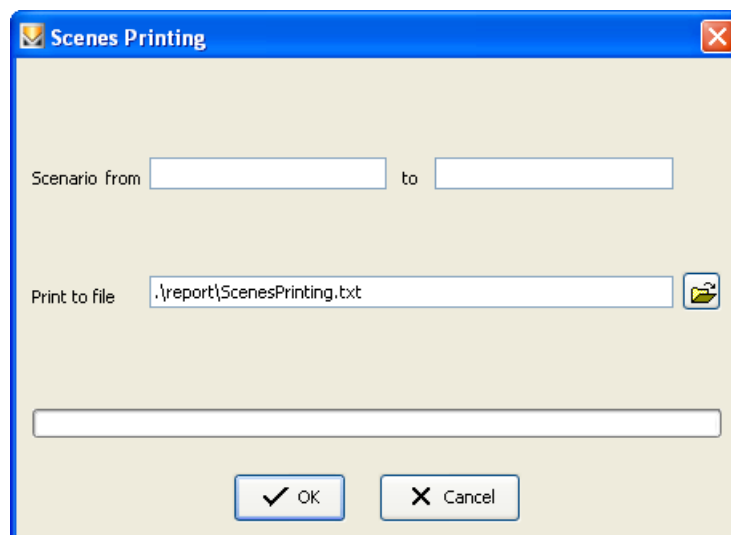 Scenes Printing
Scenario from to
Print to file .\report\ScenesPrinting.txt
OK Cancel